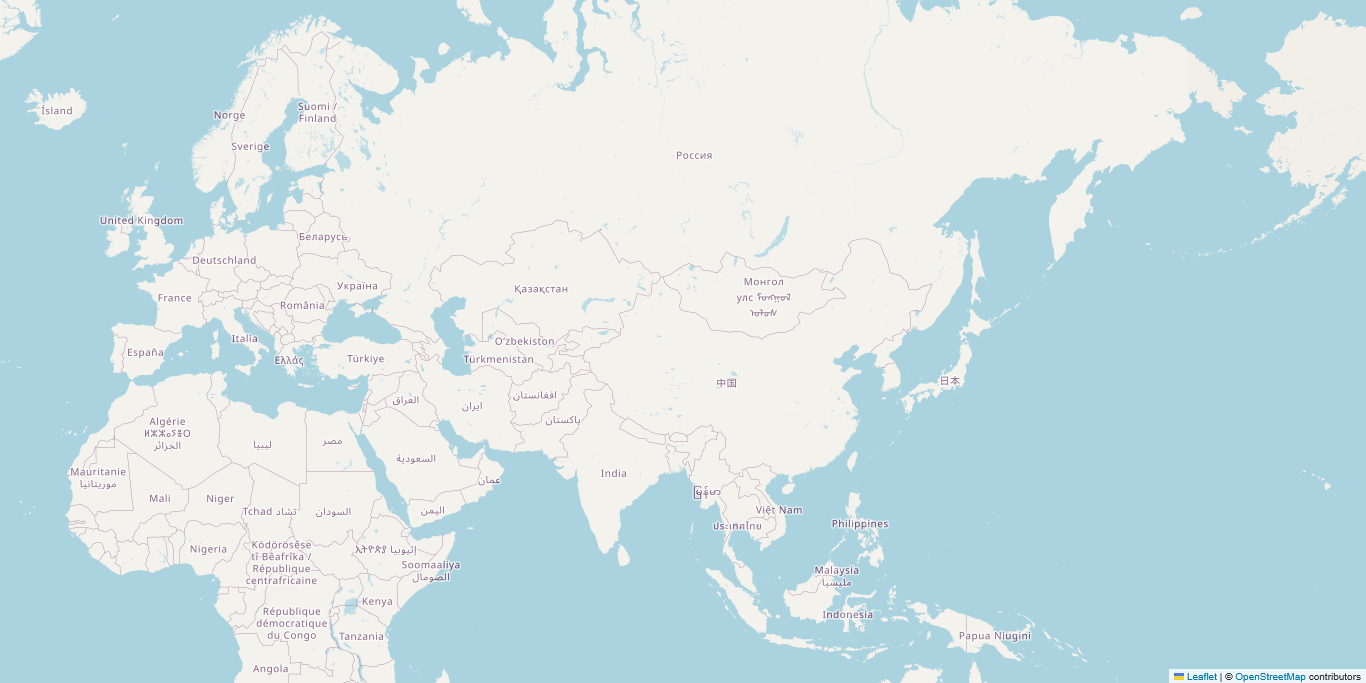 Ísland
Norge
Suomi /
Finland
Sverige
Россия
United Kingdom
Беларусь
Deutschland
Україна
France
România
Қазақстан
Монгол
улс ᠮᠣᠩᠭᠣᠯ
ᠤᠯᠤᠰ
Italia
España
Ελλάς
Türkiye
Oʻzbekiston
Türkmenistan
中国
日本
افغانستان
العراق
ایران
پاکستان
Algérie
ⵍⵣⵣⴰⵢⴻⵔ
الجزائر
ليبيا
مصر
السعودية
عمان
India
Mauritanie
موريتانيا
Mali
Niger
Tchad تشاد
السودان
اليمن
မြန်မာ
Việt Nam
ประเทศไทย
Philippines
Nigeria
Ködörösêse
tî Bêafrîka /
République
centrafricaine
ኢትዮጵያ إثيوبيا
Soomaaliya
الصومال
Malaysia
مليسيا
Kenya
Indonesia
République
démocratique
du Congo
Tanzania
Papua Niugini
Angola
Leaflet | © OpenStreetMap contributors